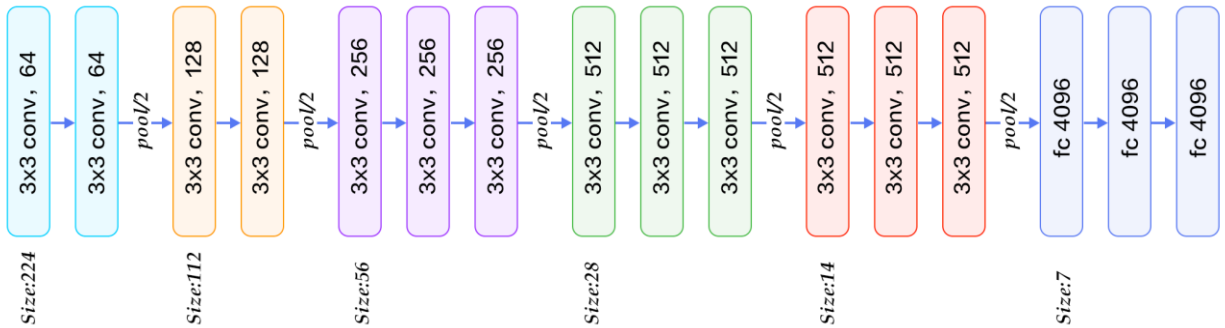 3x3 conv, 64
3x3 conv, 64
pool/2
3x3 conv, 128
3x3 conv, 128
pool/2
3x3 conv, 256
3x3 conv, 256
3x3 conv, 256
pool/2
3x3 conv, 512
3x3 conv, 512
3x3 conv, 512
pool/2
3x3 conv, 512
3x3 conv, 512
3x3 conv, 512
pool/2
fc 4096
fc 4096
fc 4096
Size:224
Size:112
Size:56
Size:28
Size:14
Size:7